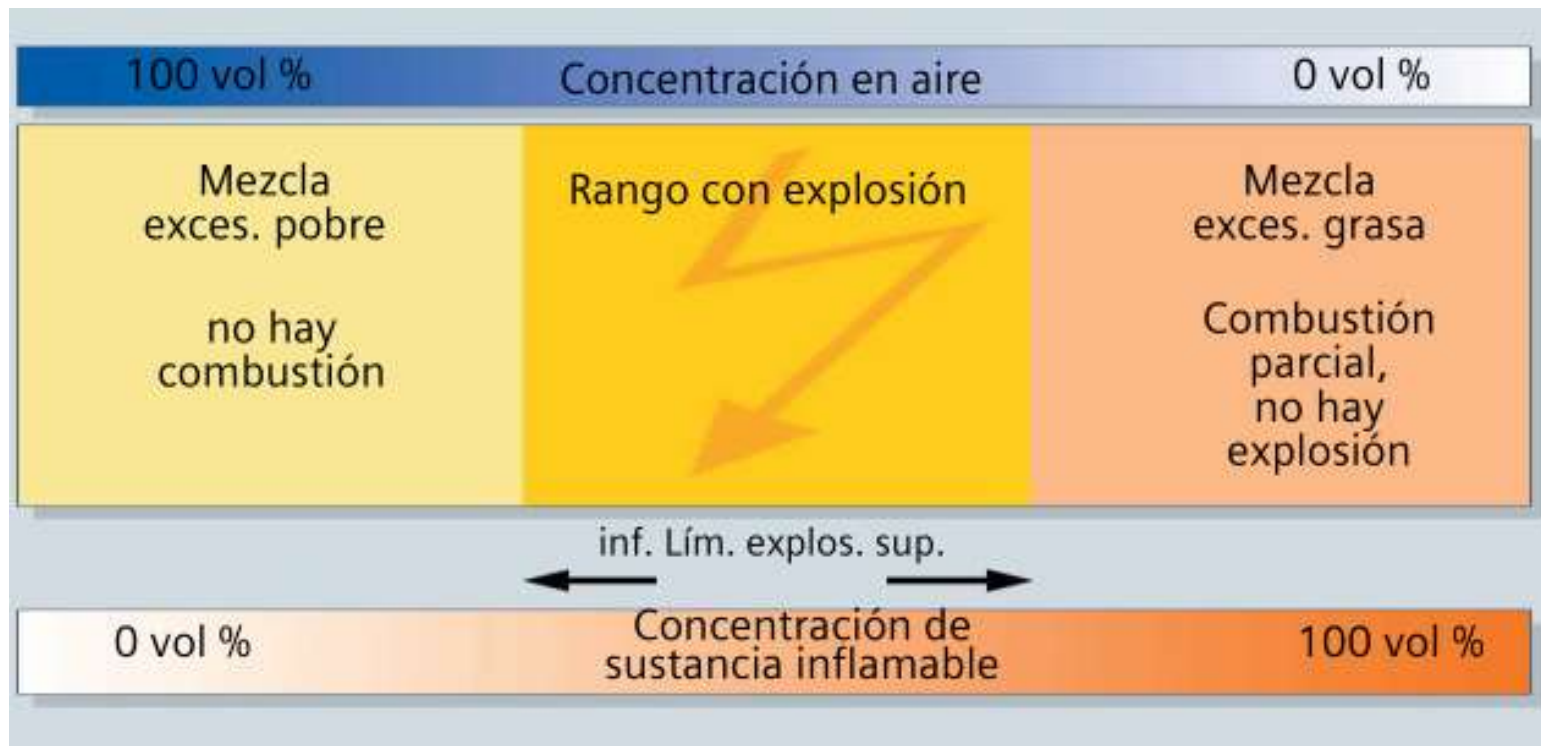 100 vol % Concentración en aire 0 vol %
Mezcla
exces. pobre
no hay
combustión
Rango con explosión
Mezcla
exces. grasa
Combustión
parcial,
no hay
explosión
inf. Lím. explos. sup.
0 vol % Concentración de
sustancia inflamable 100 vol %